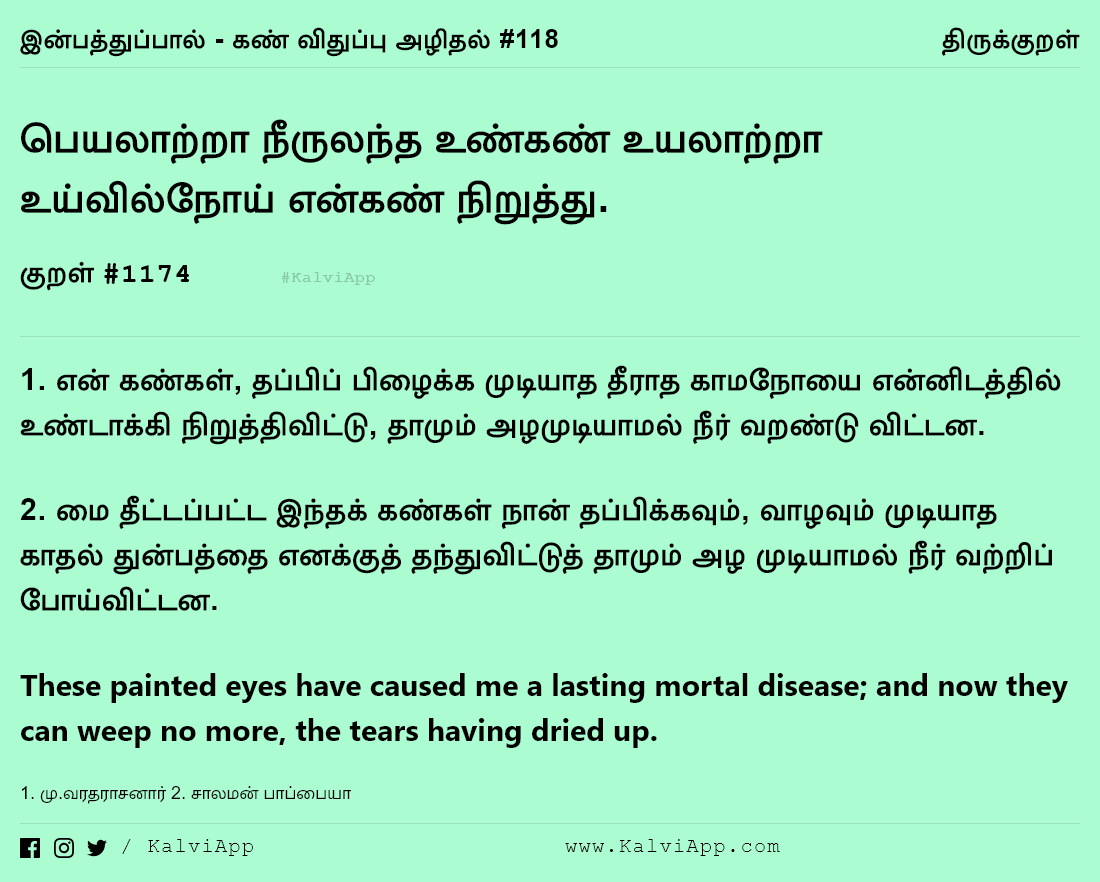 இன்பத்துப்பால் - கண் விதுப்பு அழிதல் #118 திருக்குறள்
பெயலாற்றா நீருலந்த உண்கண் உயலாற்றா
உய்வில்நோய் என்கண் நிறுத்து.
குறள் #1174 #KalviApp
1. என் கண்கள், தப்பிப் பிழைக்க முடியாத தீராத காமநோயை என்னிடத்தில்
உண்டாக்கி நிறுத்திவிட்டு, தாமும் அழமுடியாமல் நீர் வறண்டு விட்டன.
2. மை தீட்டப்பட்ட இந்தக் கண்கள் நான் தப்பிக்கவும், வாழவும் முடியாத
காதல் துன்பத்தை எனக்குத் தந்துவிட்டுத் தாமும் அழ முடியாமல் நீர் வற்றிப்
போய்விட்டன.
These painted eyes have caused me a lasting mortal disease; and now they
can weep no more, the tears having dried up.
1. மு.வரதராசனார் 2. சாலமன் பாப்பையா
/ KalviApp www.KalviApp.com